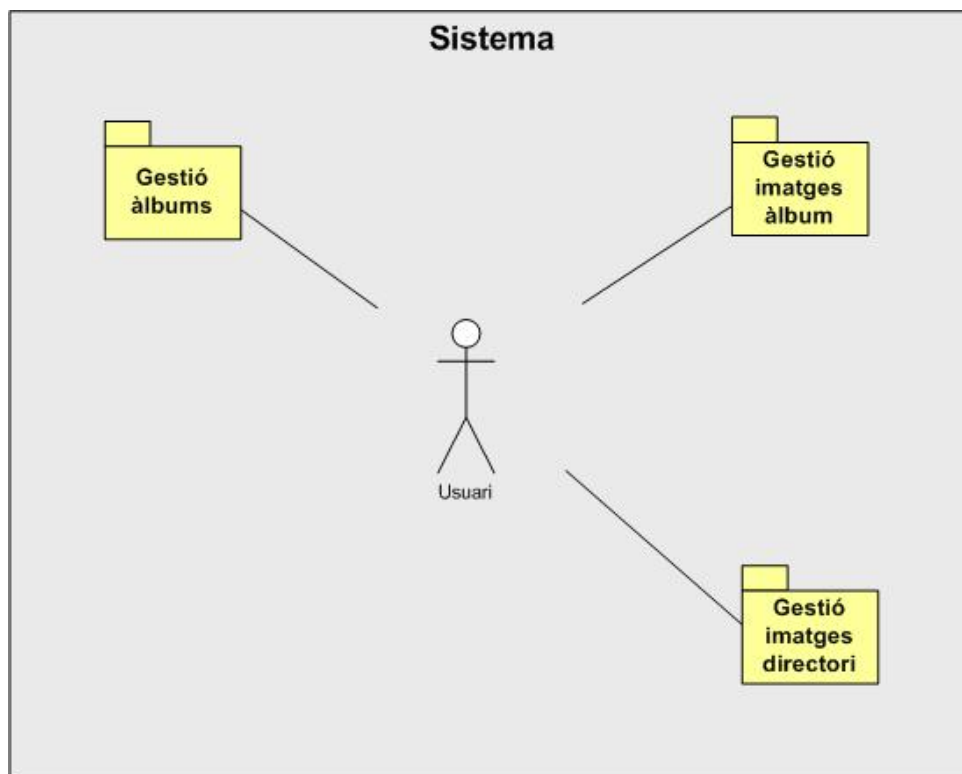 Sistema
Gestió
àlbums
Gestió
imatges
àlbum
Usuari
Gestió
imatges
directori